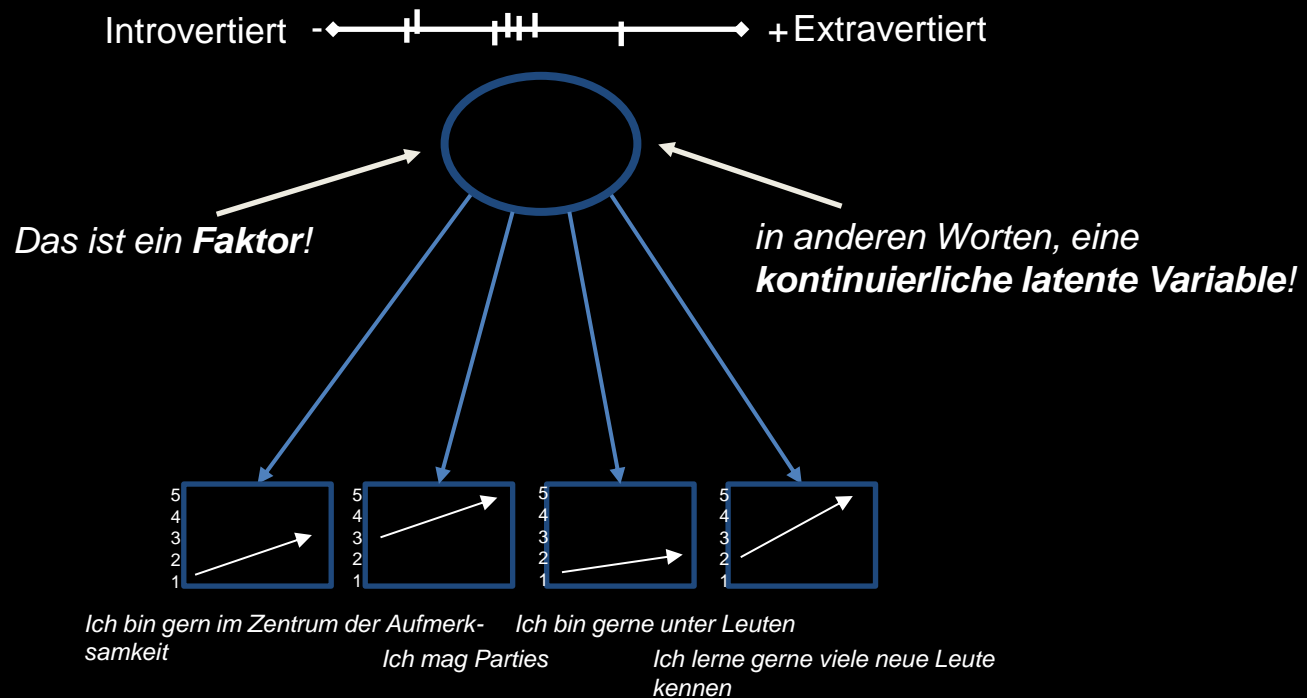 Introvertiert - + Extravertiert
Das ist ein Faktor!
in anderen Worten, eine
kontinuierliche latente Variable!
5
4
3
2
1
5
4
3
2
1
5
4
3
2
1
5
4
3
2
1
Ich bin gern im Zentrum der Aufmerk-
samkeit
Ich mag Parties
Ich bin gerne unter Leuten
Ich lerne gerne viele neue Leute
kennen